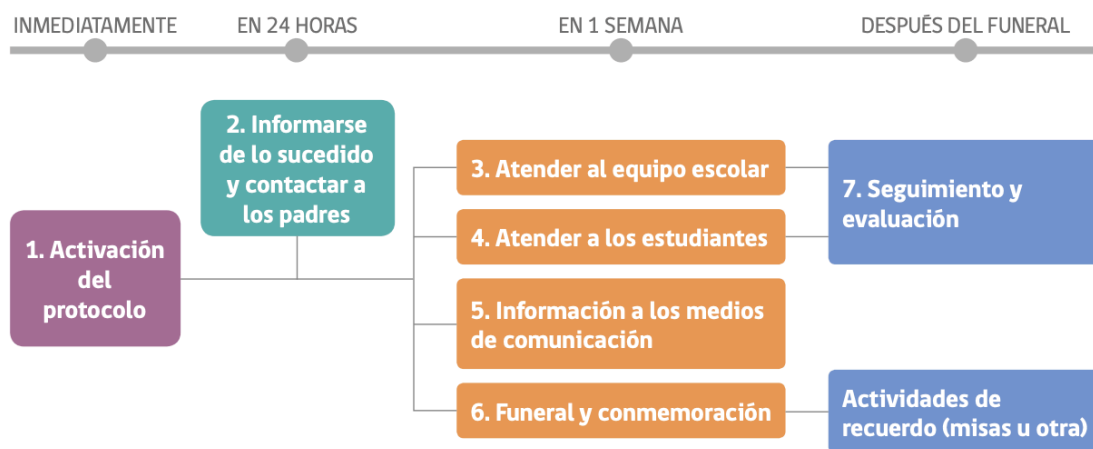 INMEDIATAMENTE
EN 24 HORAS
EN 1 SEMANA
DESPUÉS DEL FUNERAL
1. Activación
del
protocolo
2. Informarse
de lo sucedido
y contactar a
los padres
3. Atender al equipo escolar
4. Atender a los estudiantes
5. Información a los medios
de comunicación
6. Funeral y conmemoración
7. Seguimiento y
evaluación
Actividades de
recuerdo (misas u otra)